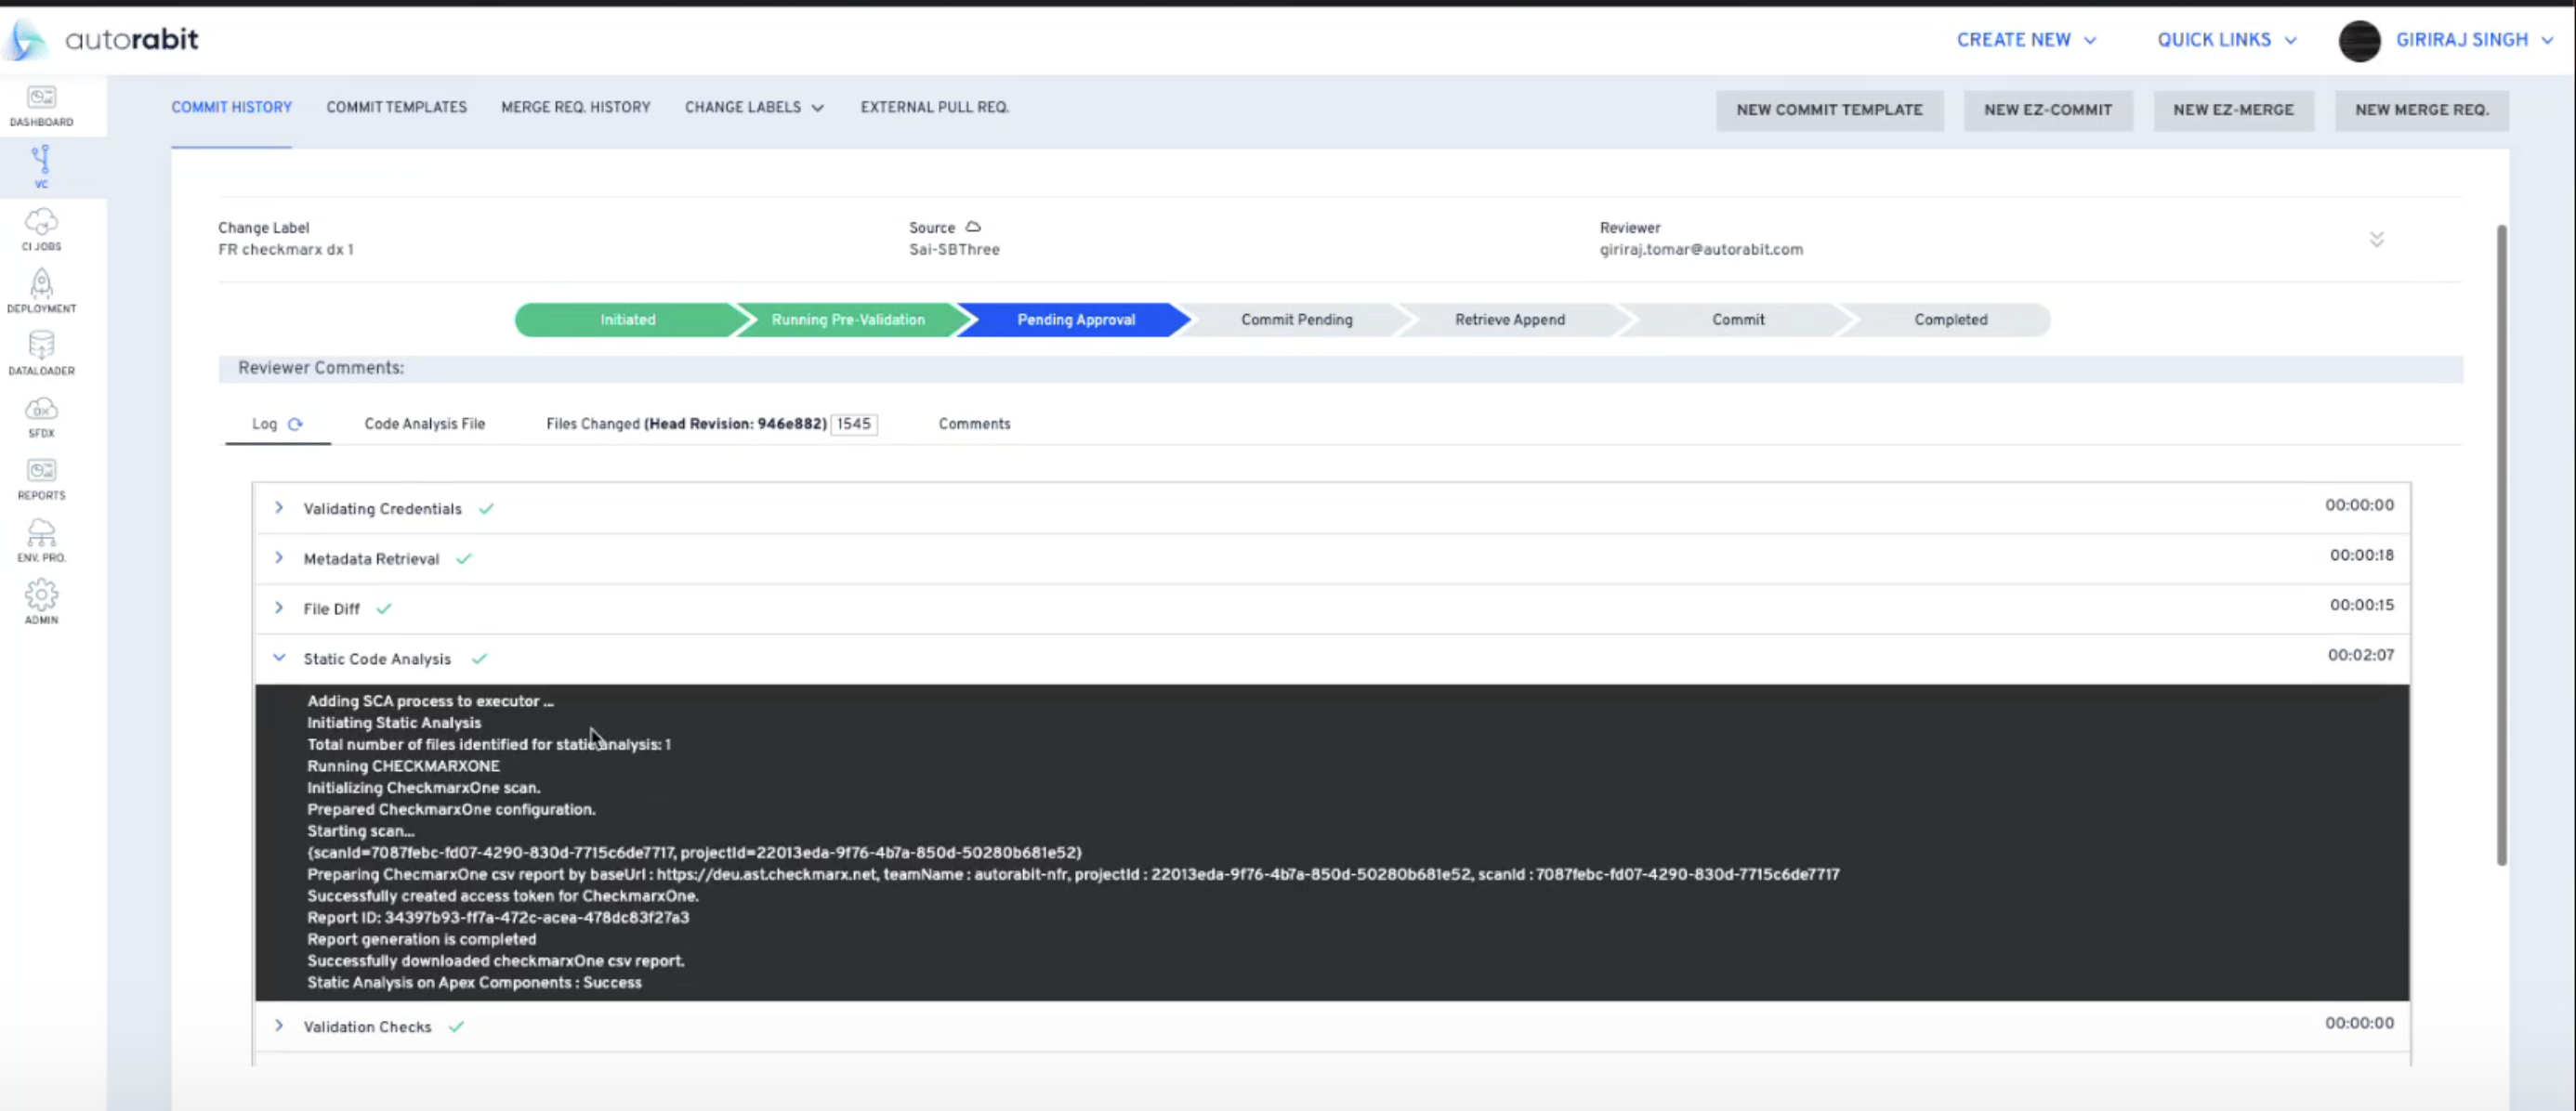 autorabit
CREATE NEW
QUICK LINKS
GIRIRAJ SINGH
DASHBOARD
VC
CI JOBS
DEPLOYMENT
DATALOADER
DX
SFDX
REPORTS
ENV. PRO.
ADMIN
COMMIT HISTORY
COMMIT TEMPLATES
MERGE REQ. HISTORY
CHANGE LABELS
EXTERNAL PULL REQ.
NEW COMMIT TEMPLATE
NEW EZ-COMMIT
NEW EZ-MERGE
NEW MERGE REQ.
Change Label
FR checkmarx dx 1
Source
Sai-SBThree
Reviewer
giriraj.tomar@autorabit.com
Initiated
Running Pre-Validation
Pending Approval
Commit Pending
Retrieve Append
Commit
Completed
Reviewer Comments:
Log
Code Analysis File
Files Changed (Head Revision: 946e882) 1545
Comments
Validating Credentials 00:00:00
Metadata Retrieval 00:00:18
File Diff 00:00:15
Static Code Analysis 00:02:07
Adding SCA process to executor ...
Initiating Static Analysis
Total number of files identified for static analysis: 1
Running CHECKMARXONE
Initializing CheckmarxOne scan.
Prepared CheckmarxOne configuration.
Starting scan...
{scanId=7087febc-fd07-4290-830d-7715c6de7717, projectId=22013eda-9f76-4b7a-850d-50280b681e52}
Preparing ChecmarxOne csv report by baseUrl : https://deu.ast.checkmarx.net, teamName : autorabit-nfr, projectId : 22013eda-9f76-4b7a-850d-50280b681e52, scanId : 7087febc-fd07-4290-830d-7715c6de7717
Successfully created access token for CheckmarxOne.
Report ID: 34397b93-ff7a-472c-acea-478dc83f27a3
Report generation is completed
Successfully downloaded checkmarxOne csv report.
Static Analysis on Apex Components : Success
Validation Checks 00:00:00